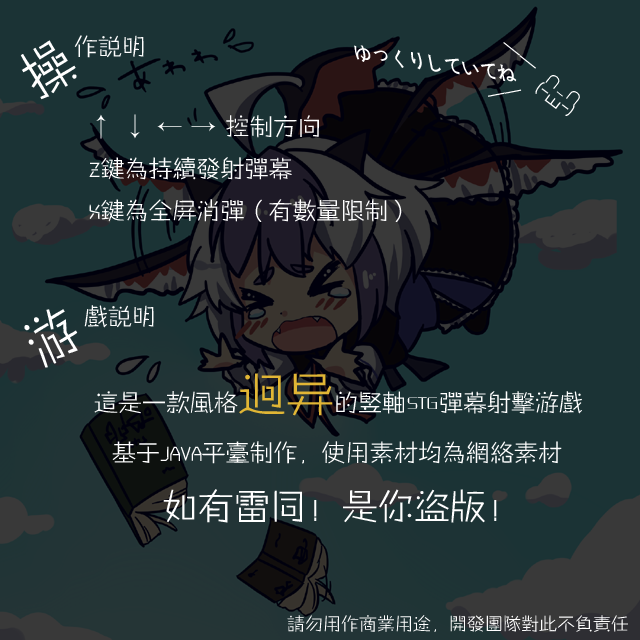 操作説明
ゆっくりしていてね
あわわ
↑ ↓ ← → 控制方向
Z鍵為持續發射彈幕
X鍵為全屏消彈（有數量限制）
游戲説明
這是一款風格迥异的竪軸STG彈幕射擊游戲
基于JAVA平臺制作，使用素材均為網絡素材
如有雷同！是你盜版！
請勿用作商業用途，開發團隊對此不負責任